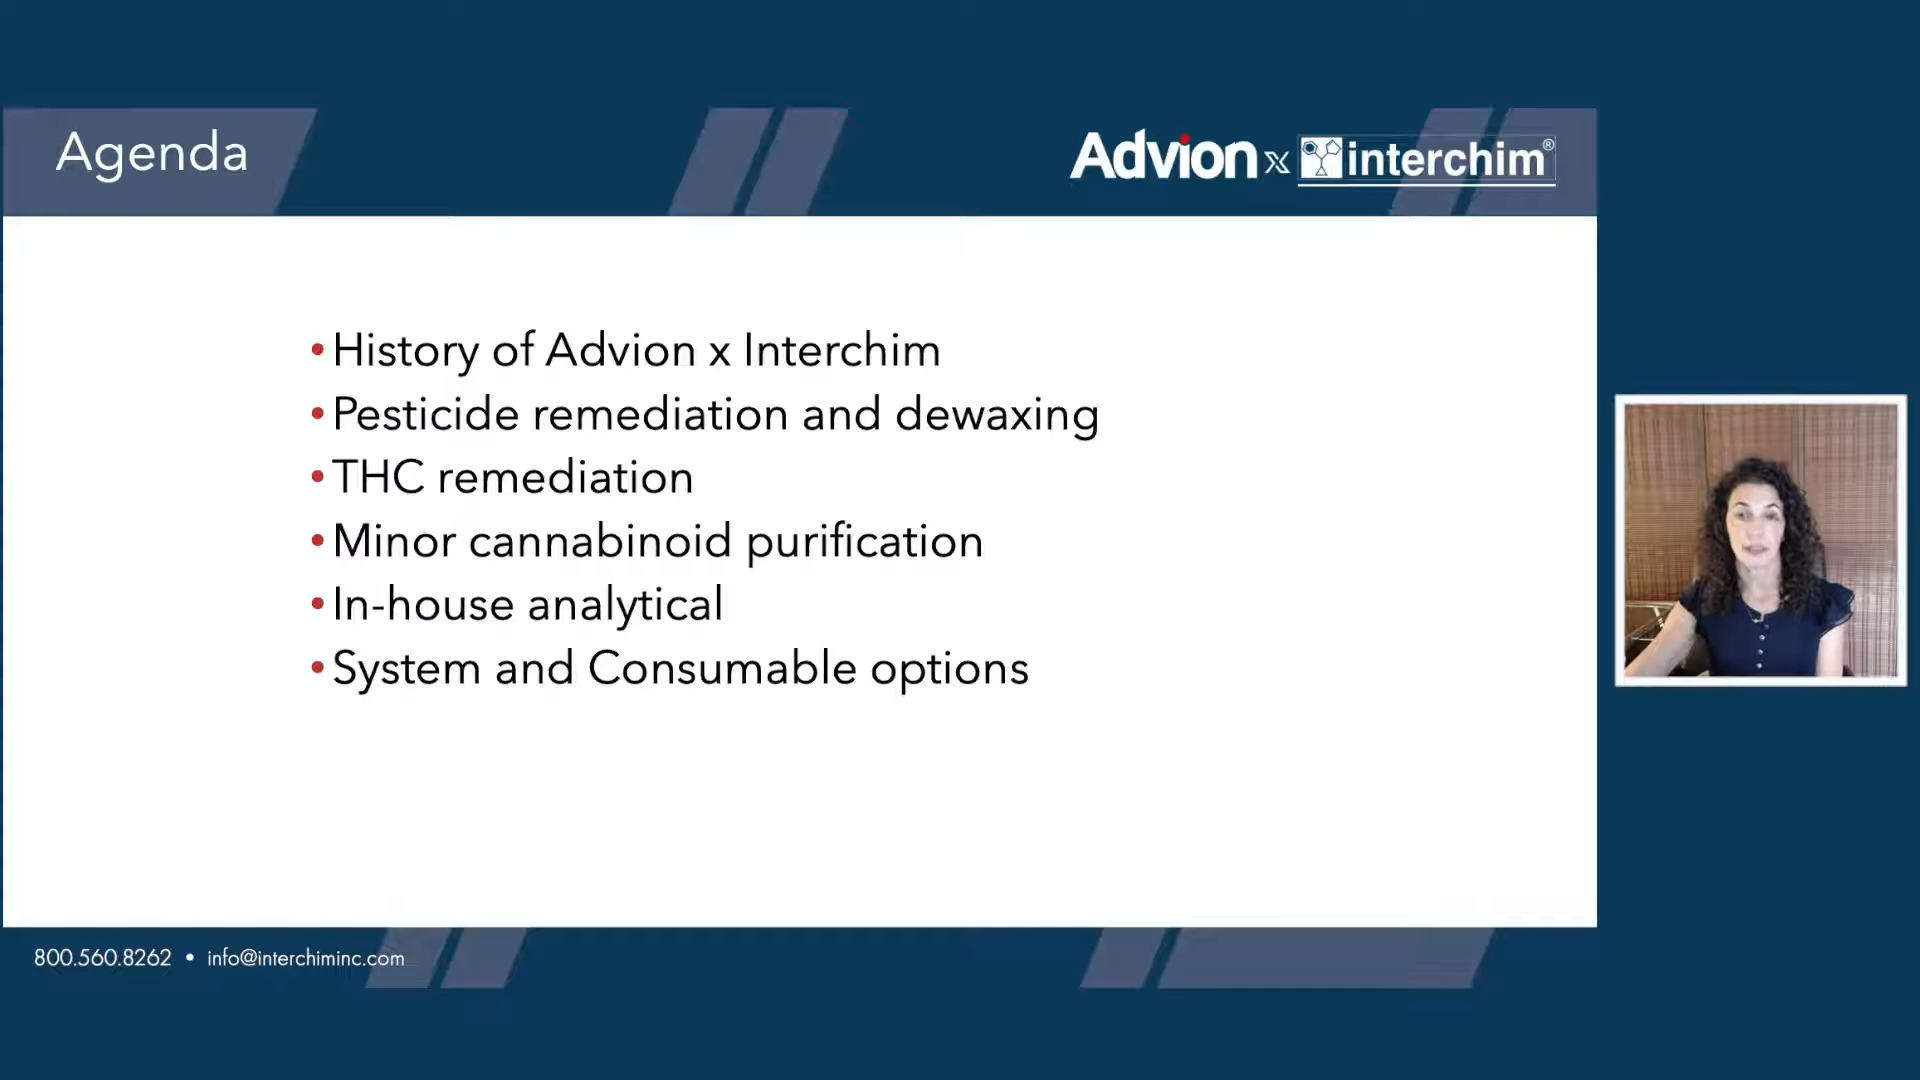 Agenda
Advion x interchim®
• History of Advion x Interchim
• Pesticide remediation and dewaxing
• THC remediation
• Minor cannabinoid purification
• In-house analytical
• System and Consumable options
800.560.8262 • info@interchiminc.com